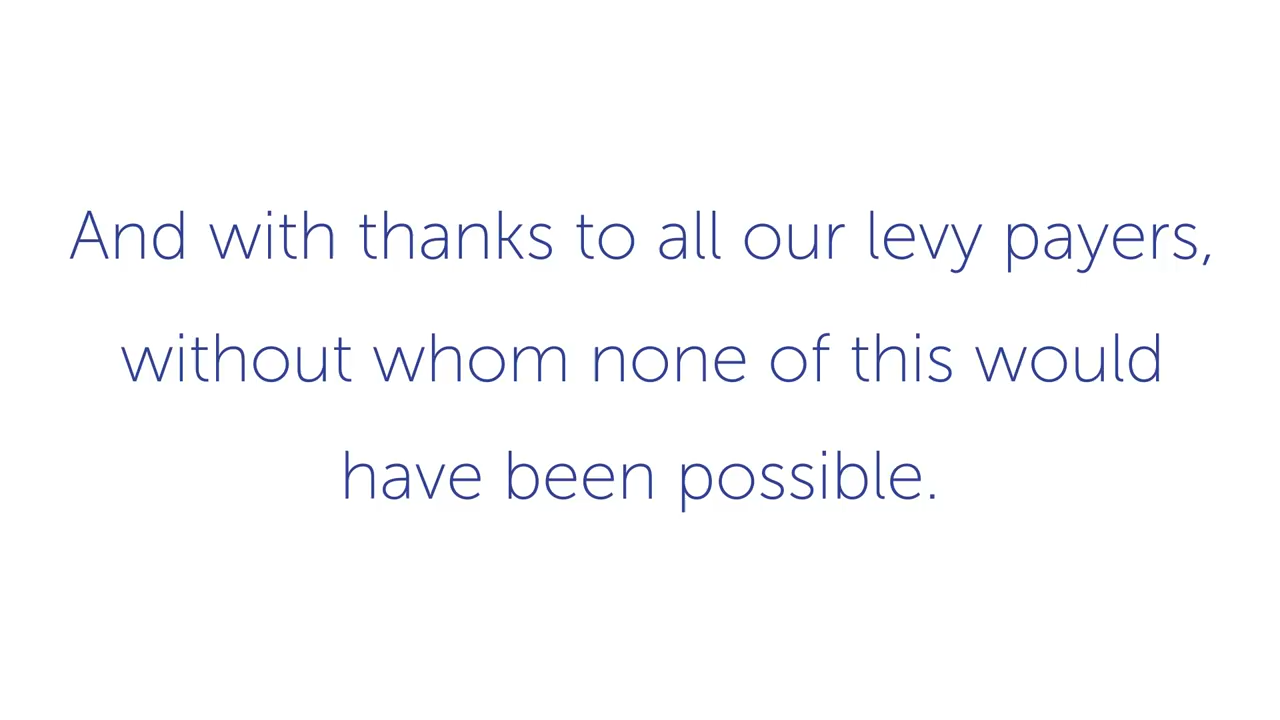 And with thanks to all our levy payers,
without whom none of this would
have been possible.